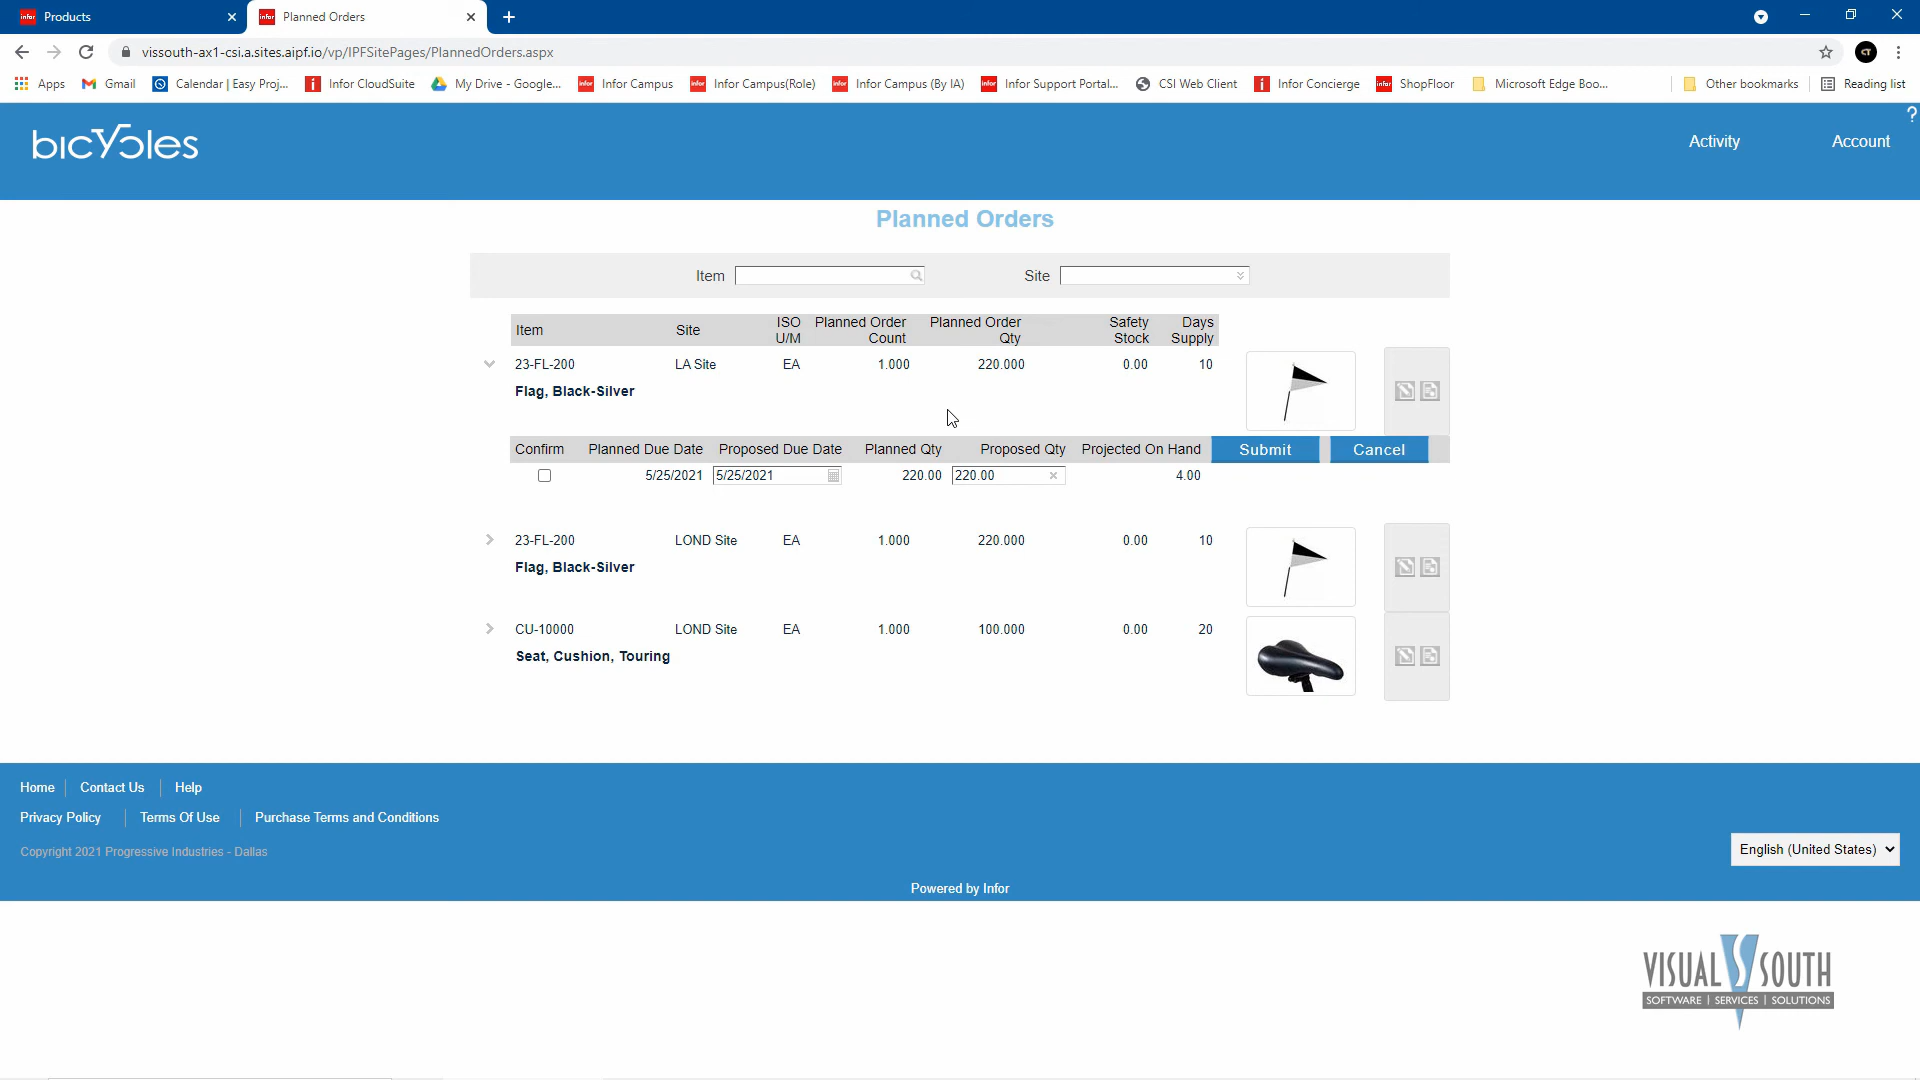 Products
Planned Orders
vissouth-ax1-csi.a.sites.aipf.io/vp/IPFSitePages/PlannedOrders.aspx
CT
Apps Gmail Calendar | Easy Proj... Infor CloudSuite My Drive - Google... Infor Campus Infor Campus(Role) Infor Campus (By IA) Infor Support Portal... CSI Web Client Infor Concierge ShopFloor Microsoft Edge Boo... Other bookmarks Reading list
?
bicycles
Activity Account
Planned Orders
Item Site
Item Site ISO U/M Planned Order Count Planned Order Qty Safety Stock Days Supply
23-FL-200 LA Site EA 1.000 220.000 0.00 10
Flag, Black-Silver
Confirm Planned Due Date Proposed Due Date Planned Qty Proposed Qty Projected On Hand Submit Cancel
5/25/2021 5/25/2021 220.00 220.00 4.00
23-FL-200 LOND Site EA 1.000 220.000 0.00 10
Flag, Black-Silver
CU-10000 LOND Site EA 1.000 100.000 0.00 20
Seat, Cushion, Touring
Home Contact Us Help
Privacy Policy Terms Of Use Purchase Terms and Conditions
Copyright 2021 Progressive Industries - Dallas
English (United States)
Powered by Infor
VISUAL SOUTH
SOFTWARE | SERVICES | SOLUTIONS